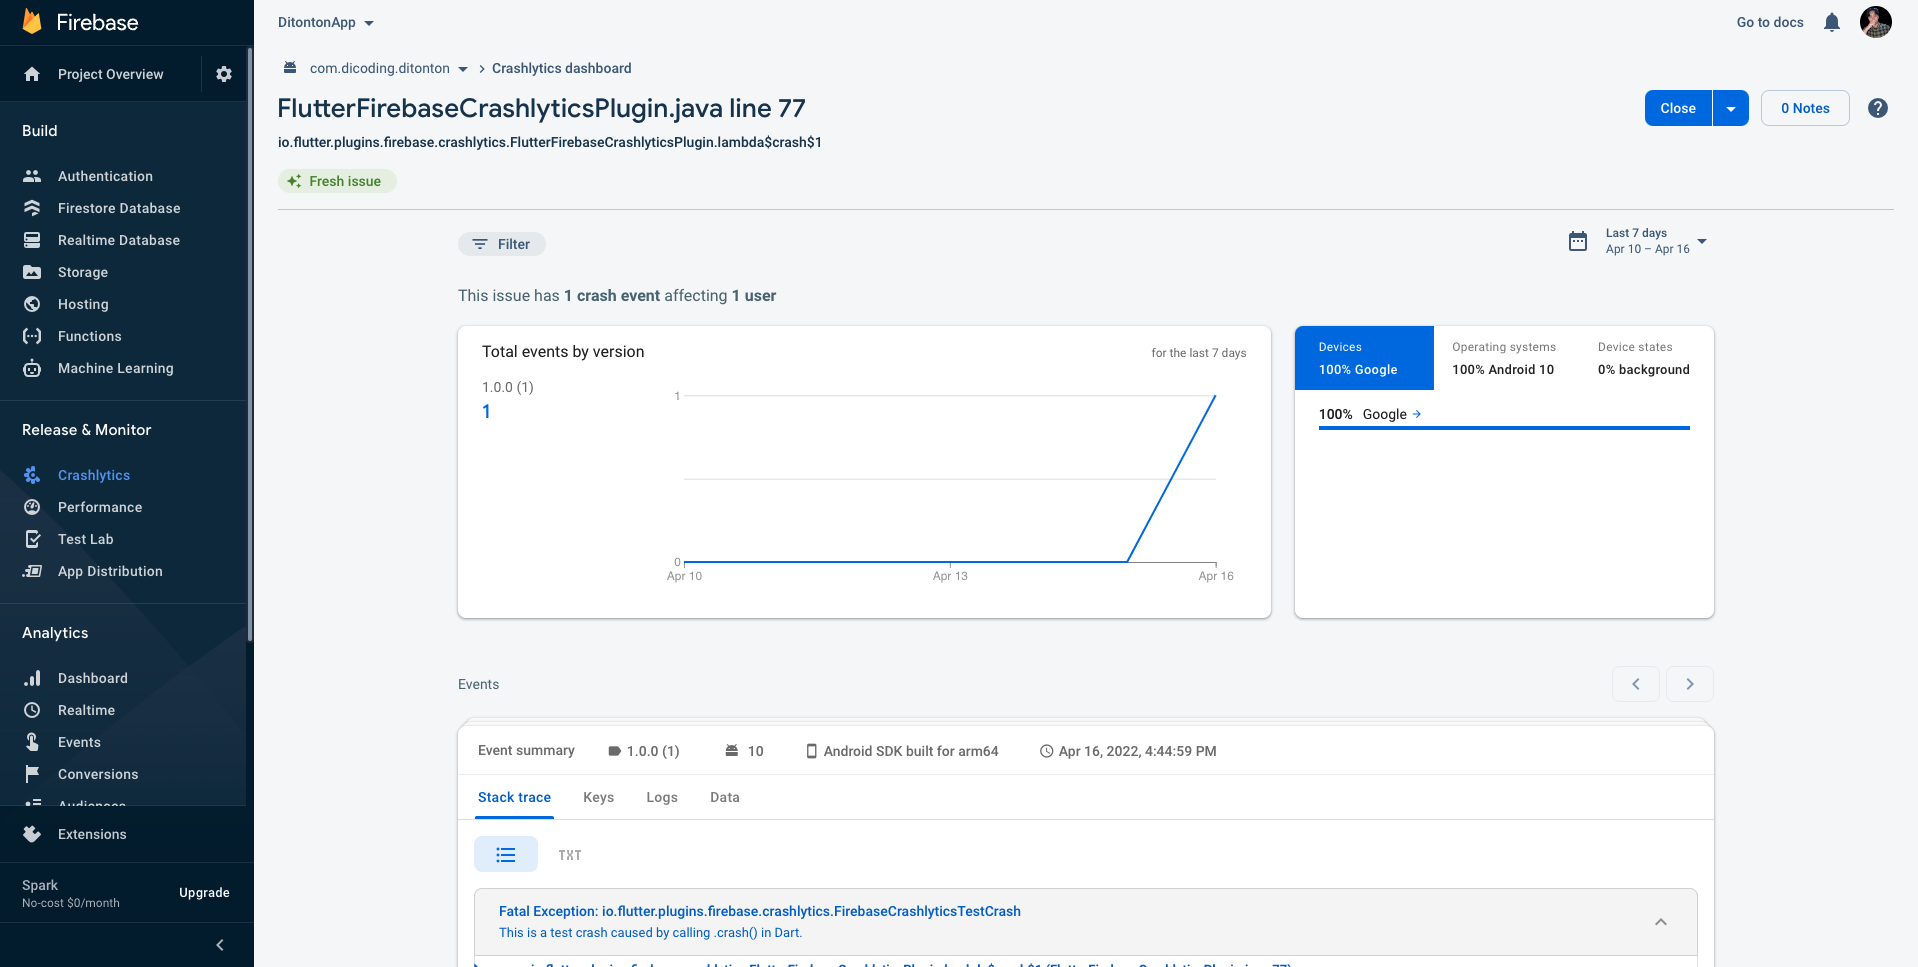 Firebase
Project Overview
Build
Authentication
Firestore Database
Realtime Database
Storage
Hosting
Functions
Machine Learning
Release & Monitor
Crashlytics
Performance
Test Lab
App Distribution
Analytics
Dashboard
Realtime
Events
Conversions
Audiences
Extensions
Spark
No-cost $0/month
Upgrade
DitontonApp
Go to docs
com.dicoding.ditonton
Crashlytics dashboard
FlutterFirebaseCrashlyticsPlugin.java line 77
io.flutter.plugins.firebase.crashlytics.FlutterFirebaseCrashlyticsPlugin.lambda$crash$1
Close
0 Notes
Fresh issue
Filter
Last 7 days
Apr 10 – Apr 16
This issue has 1 crash event affecting 1 user
Total events by version
for the last 7 days
1.0.0 (1)
1
1
0
Apr 10
Apr 13
Apr 16
Devices
100% Google
Operating systems
100% Android 10
Device states
0% background
100% Google
Events
Event summary
1.0.0 (1)
10
Android SDK built for arm64
Apr 16, 2022, 4:44:59 PM
Stack trace
Keys
Logs
Data
TXT
Fatal Exception: io.flutter.plugins.firebase.crashlytics.FirebaseCrashlyticsTestCrash
This is a test crash caused by calling .crash() in Dart.